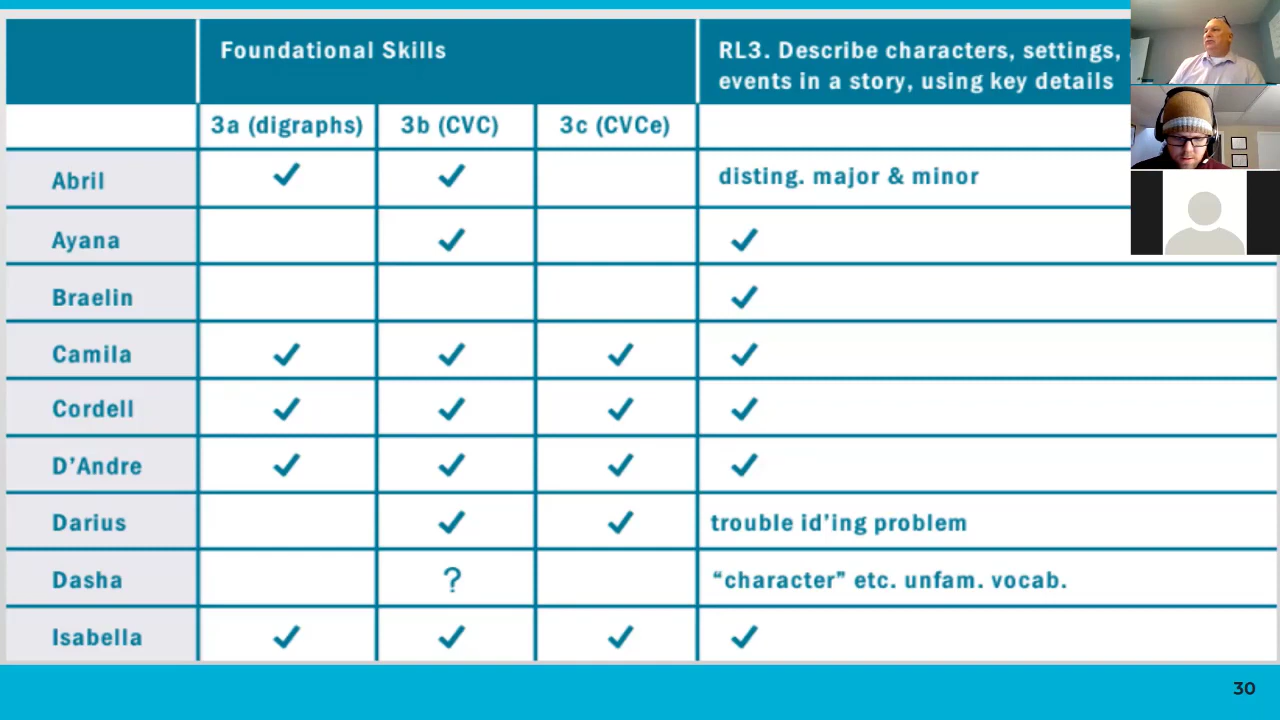 Foundational Skills
RL3. Describe characters, settings,
events in a story, using key details
3a (digraphs) 3b (CVC) 3c (CVCe)
Abril ✓ ✓ disting. major & minor
Ayana ✓ ✓
Braelin ✓
Camila ✓ ✓ ✓ ✓
Cordell ✓ ✓ ✓ ✓
D’Andre ✓ ✓ ✓ ✓
Darius ✓ ✓ trouble id’ing problem
Dasha ? “character” etc. unfam. vocab.
Isabella ✓ ✓ ✓ ✓
30